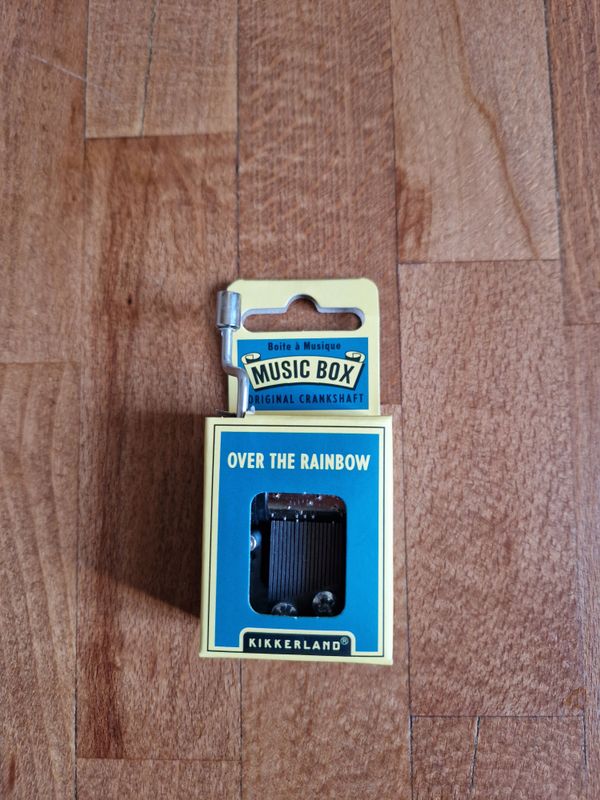 Boîte à Musique
MUSIC BOX
ORIGINAL CRANKSHAFT
OVER THE RAINBOW
KIKKERLAND®